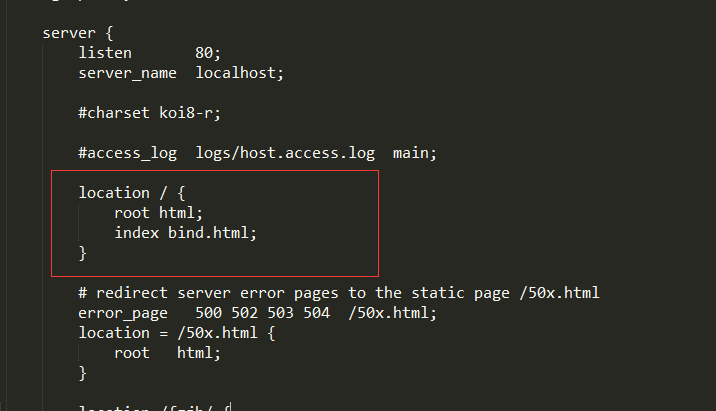 server {
listen 80;
server_name localhost;
#charset koi8-r;
#access_log logs/host.access.log main;
location / {
root html;
index bind.html;
}
# redirect server error pages to the static page /50x.html
error_page 500 502 503 504 /50x.html;
location = /50x.html {
root html;
}